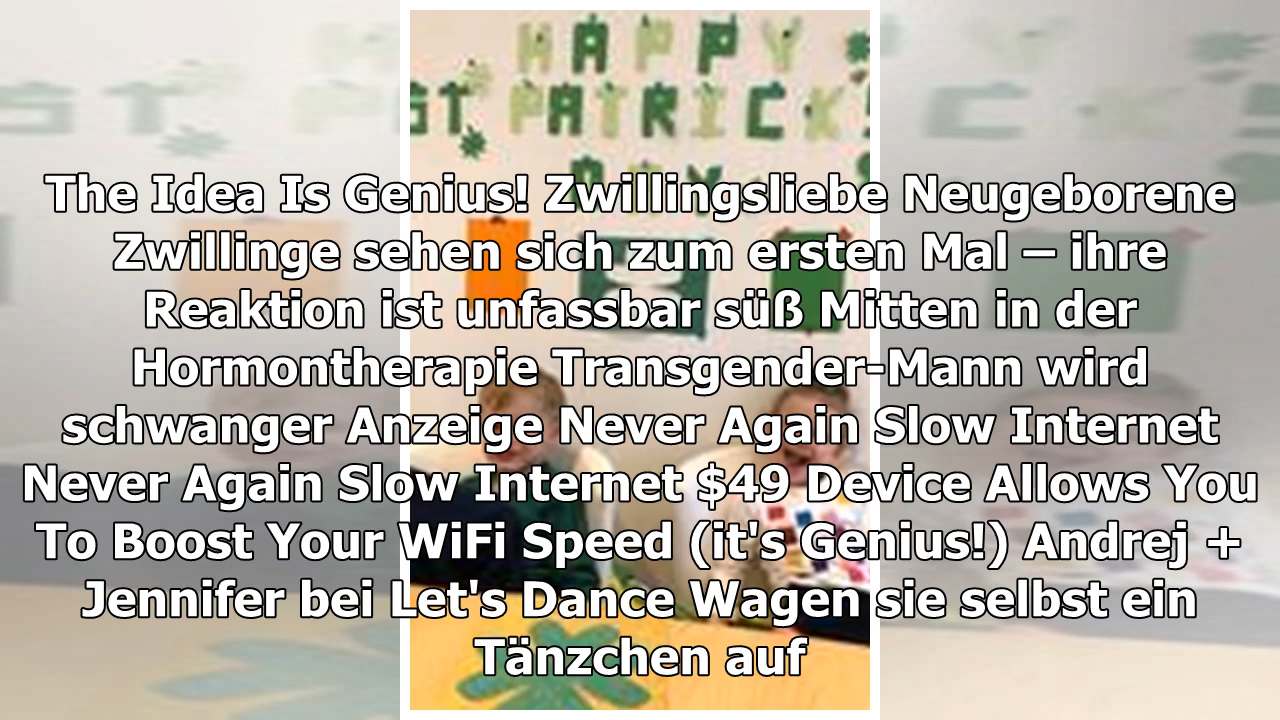 HAPPY
ST. PATRICK'S
DAY
The Idea Is Genius! Zwillingsliebe Neugeborene
Zwillinge sehen sich zum ersten Mal – ihre
Reaktion ist unfassbar süß Mitten in der
Hormontherapie Transgender-Mann wird
schwanger Anzeige Never Again Slow Internet
Never Again Slow Internet $49 Device Allows You
To Boost Your WiFi Speed (it's Genius!) Andrej +
Jennifer bei Let's Dance Wagen sie selbst ein
Tänzchen auf